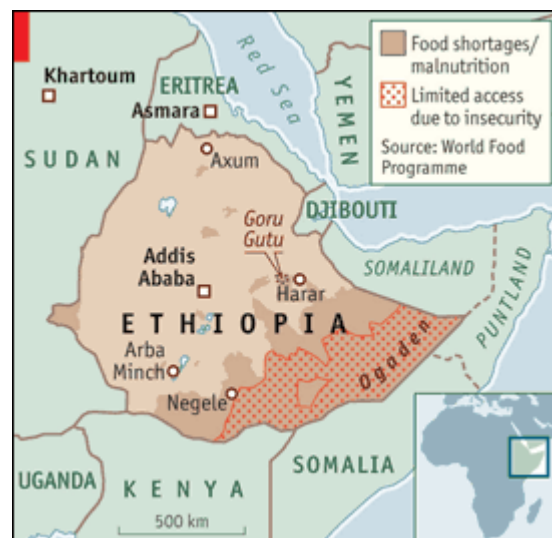 Khartoum
SUDAN
ERITREA
Asmara
Red Sea
YEMEN
Food shortages/
malnutrition
Limited access
due to insecurity
Source: World Food
Programme
Axum
DJIBOUTI
Goru
Gutu
Addis
Ababa
Harar
SOMALILAND
PUNTLAND
ETHIOPIA
Ogaden
Arba
Minch
Negele
UGANDA
KENYA
SOMALIA
500 km